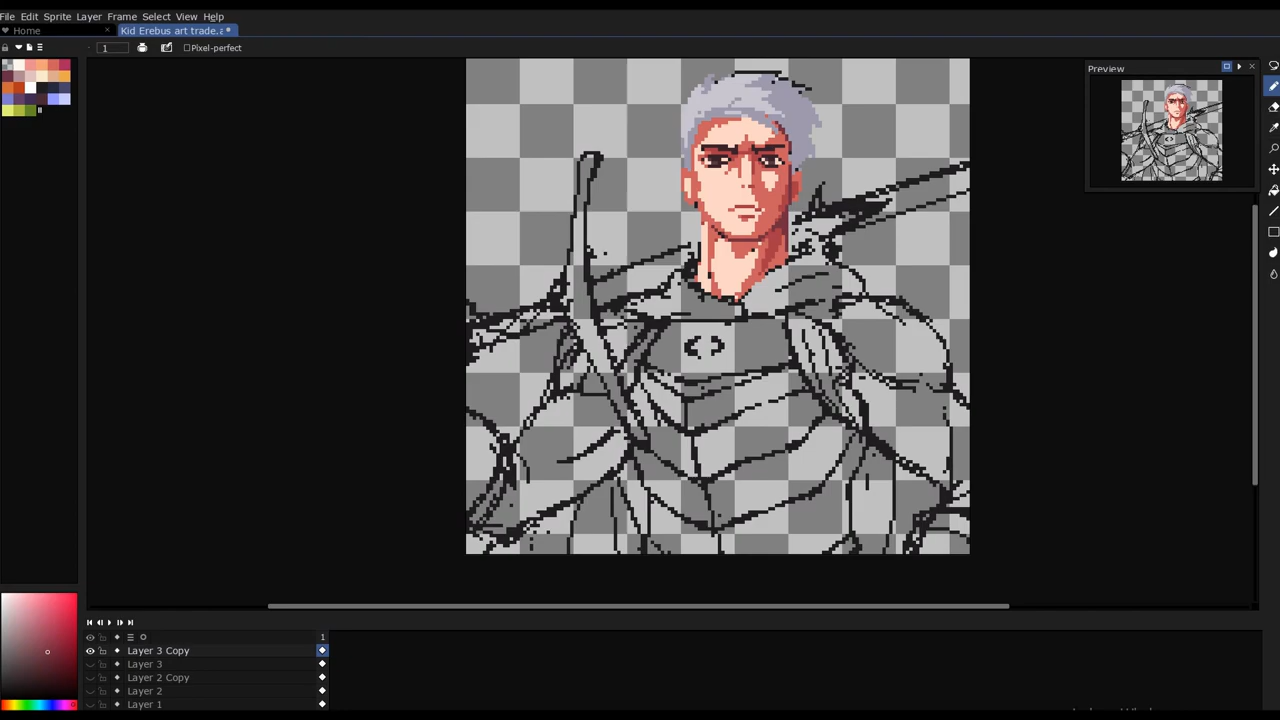 File Edit Sprite Layer Frame Select View Help
Home
Kid Erebus art trade.a
1
Pixel-perfect
Preview
1
Layer 3 Copy
Layer 3
Layer 2 Copy
Layer 2
Layer 1